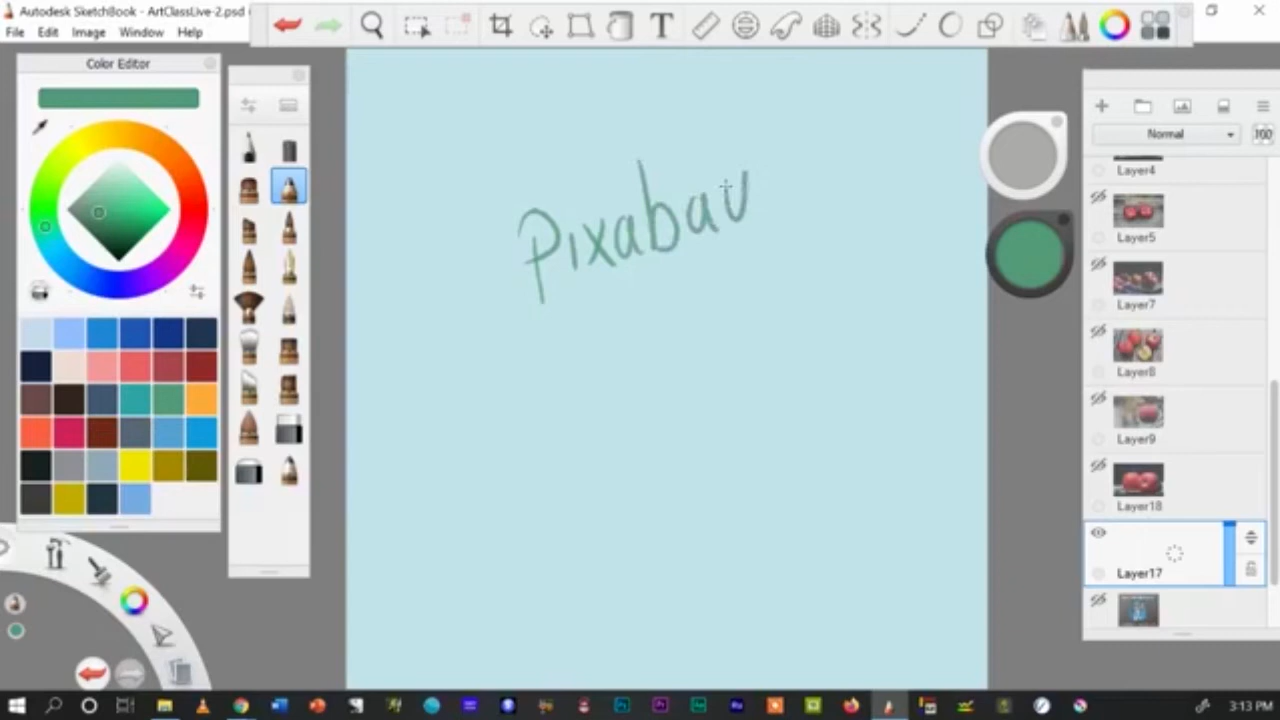 Autodesk SketchBook - ArtClassLive-2.psd
File Edit Image Window Help
T
Color Editor
Pixabau
Normal
100
Layer4
Layer5
Layer7
Layer8
Layer9
Layer18
Layer17
3:13 PM